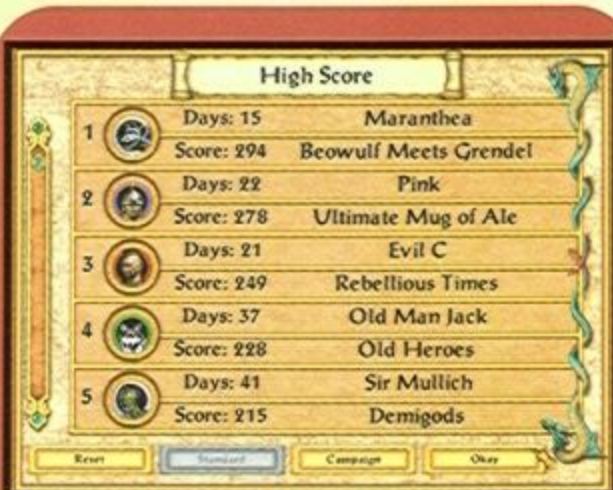 High Score
1
Days: 15 Maranthea
Score: 294 Beowulf Meets Grendel
2
Days: 22 Pink
Score: 278 Ultimate Mug of Ale
3
Days: 21 Evil C
Score: 249 Rebellious Times
4
Days: 37 Old Man Jack
Score: 228 Old Heroes
5
Days: 41 Sir Mullich
Score: 215 Demigods
Reset Standard Campaign Okay